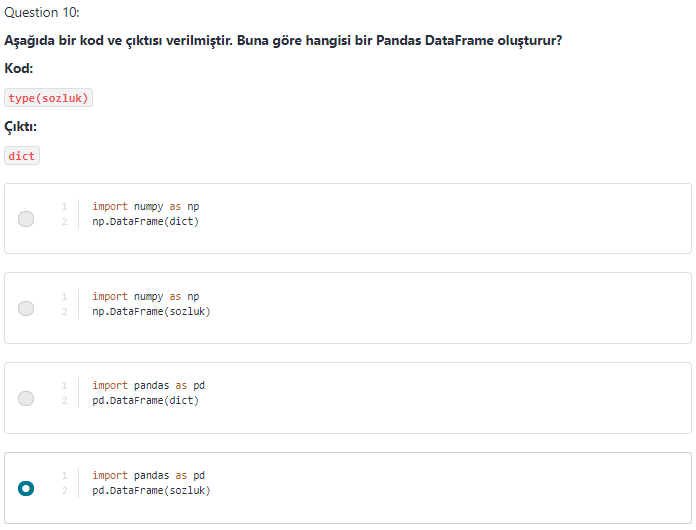 Question 10:
Aşağıda bir kod ve çıktısı verilmiştir. Buna göre hangisi bir Pandas DataFrame oluşturur?
Kod:
type(sozluk)
Çıktı:
dict
1 import numpy as np
2 np.DataFrame(dict)
1 import numpy as np
2 np.DataFrame(sozluk)
1 import pandas as pd
2 pd.DataFrame(dict)
1 import pandas as pd
2 pd.DataFrame(sozluk)